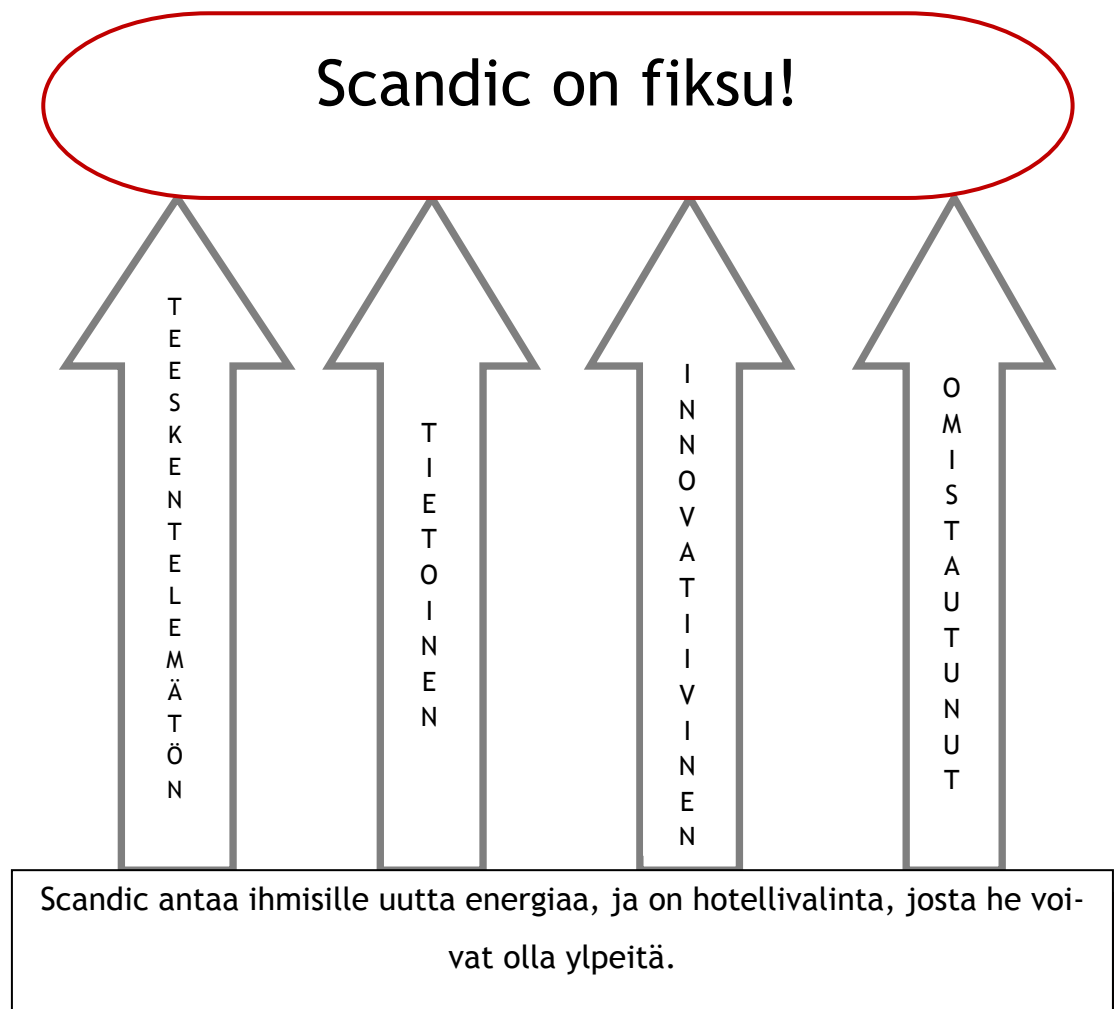 Scandic on fiksu!
TEESKENTELEMÄTÖN
TIETOINEN
INNOVATIIVINEN
OMISTAUTUNUT
Scandic antaa ihmisille uutta energiaa, ja on hotellivalinta, josta he voi-
vat olla ylpeitä.